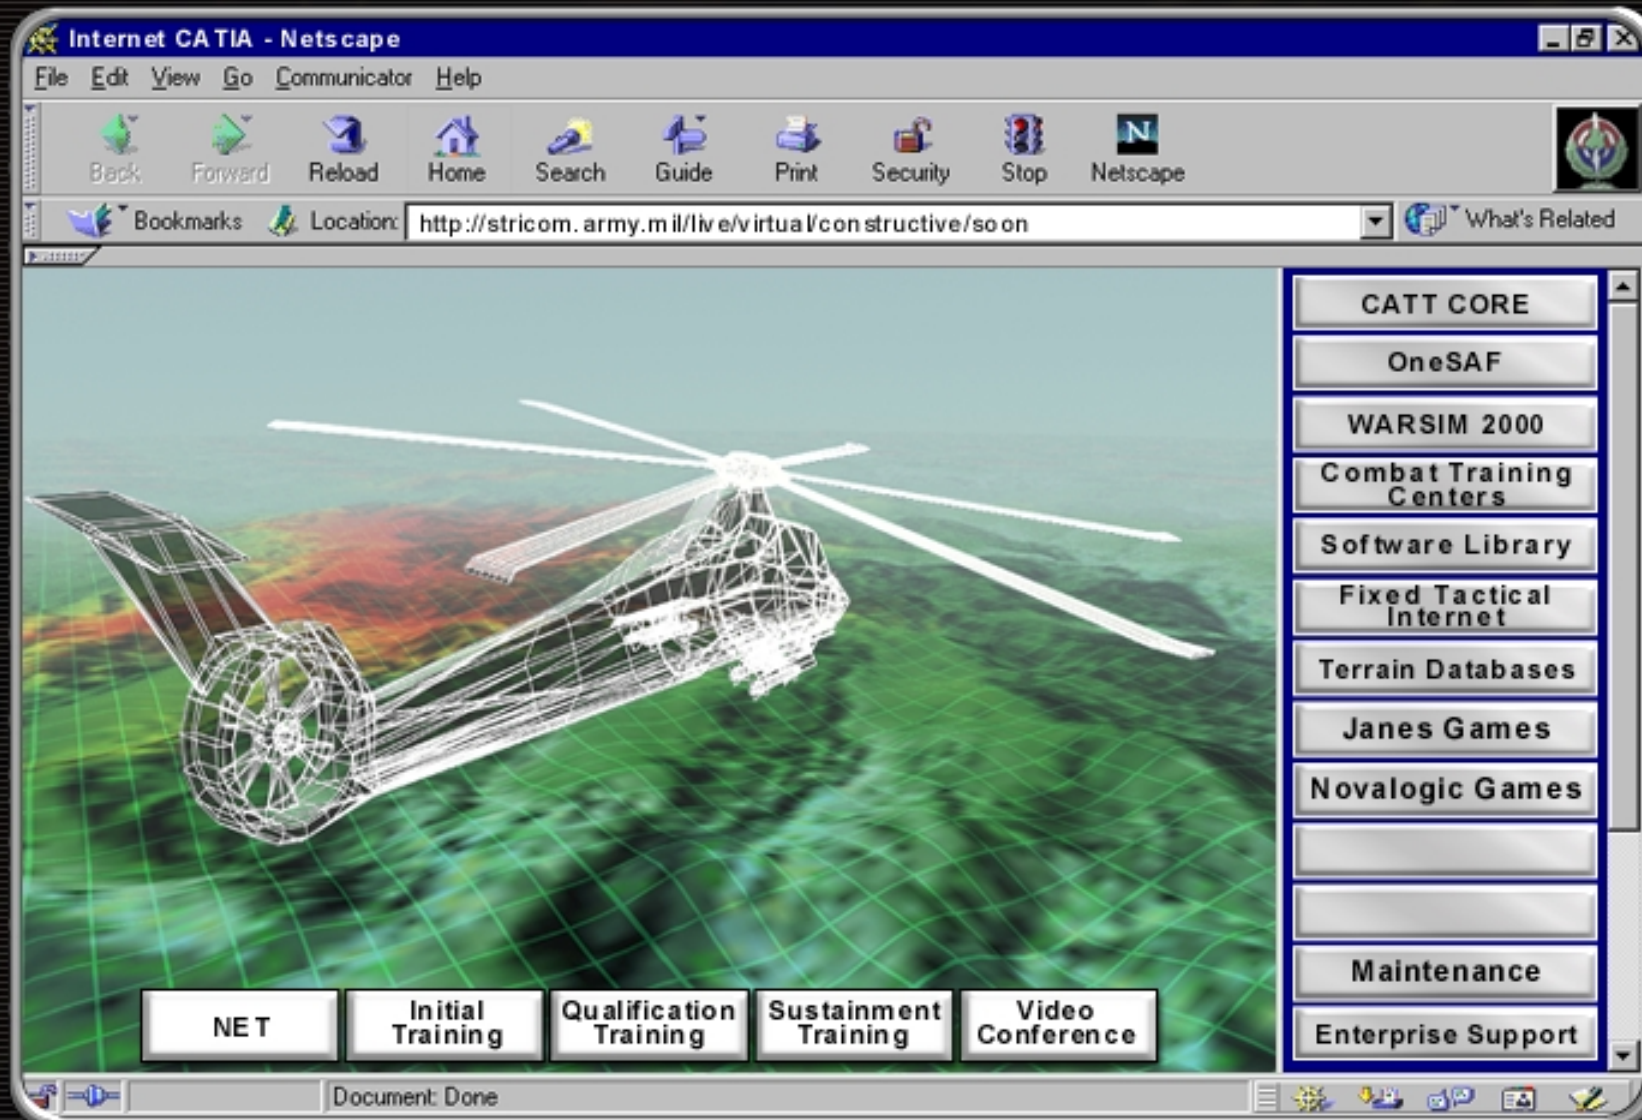 Internet CATIA - Netscape
File Edit View Go Communicator Help
Back Forward Reload Home Search Guide Print Security Stop Netscape
N
Bookmarks Location: http://stricom.army.mil/live/virtual/constructive/soon What's Related
CATT CORE
OneSAF
WARSIM 2000
Combat Training
Centers
Software Library
Fixed Tactical
Internet
Terrain Databases
Janes Games
Novalogic Games
Maintenance
Enterprise Support
NET
Initial
Training
Qualification
Training
Sustainment
Training
Video
Conference
Document: Done